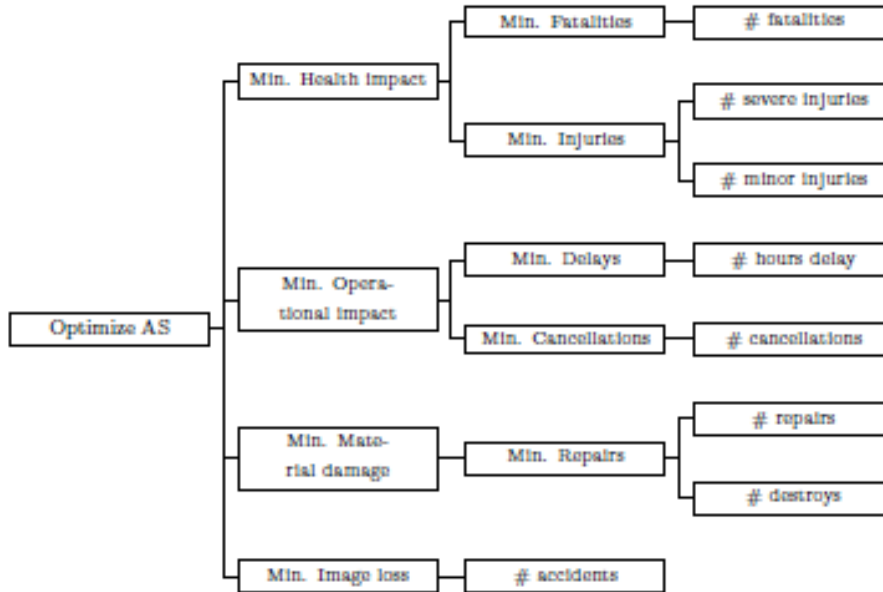 Min. Fatalities
# fatalities
Min. Health impact
# severe injuries
Min. Injuries
# minor injuries
Min. Delays
# hours delay
Min. Opera-
tional impact
Optimize AS
Min. Cancellations
# cancellations
# repairs
Min. Mate-
rial damage
Min. Repairs
# destroys
Min. Image loss
# accidents